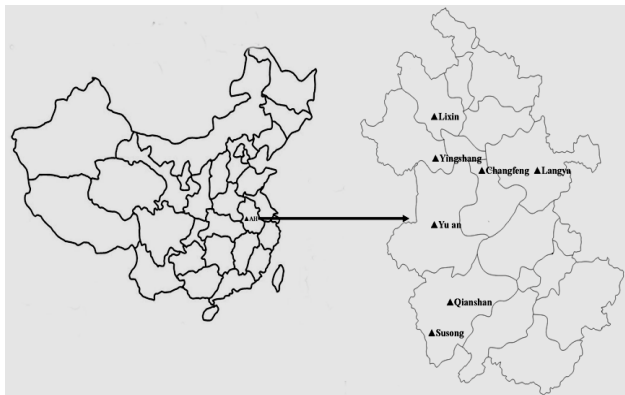 Lixin
Yingshang
Changfeng
Langya
AH
Yu an
Qianshan
Susong